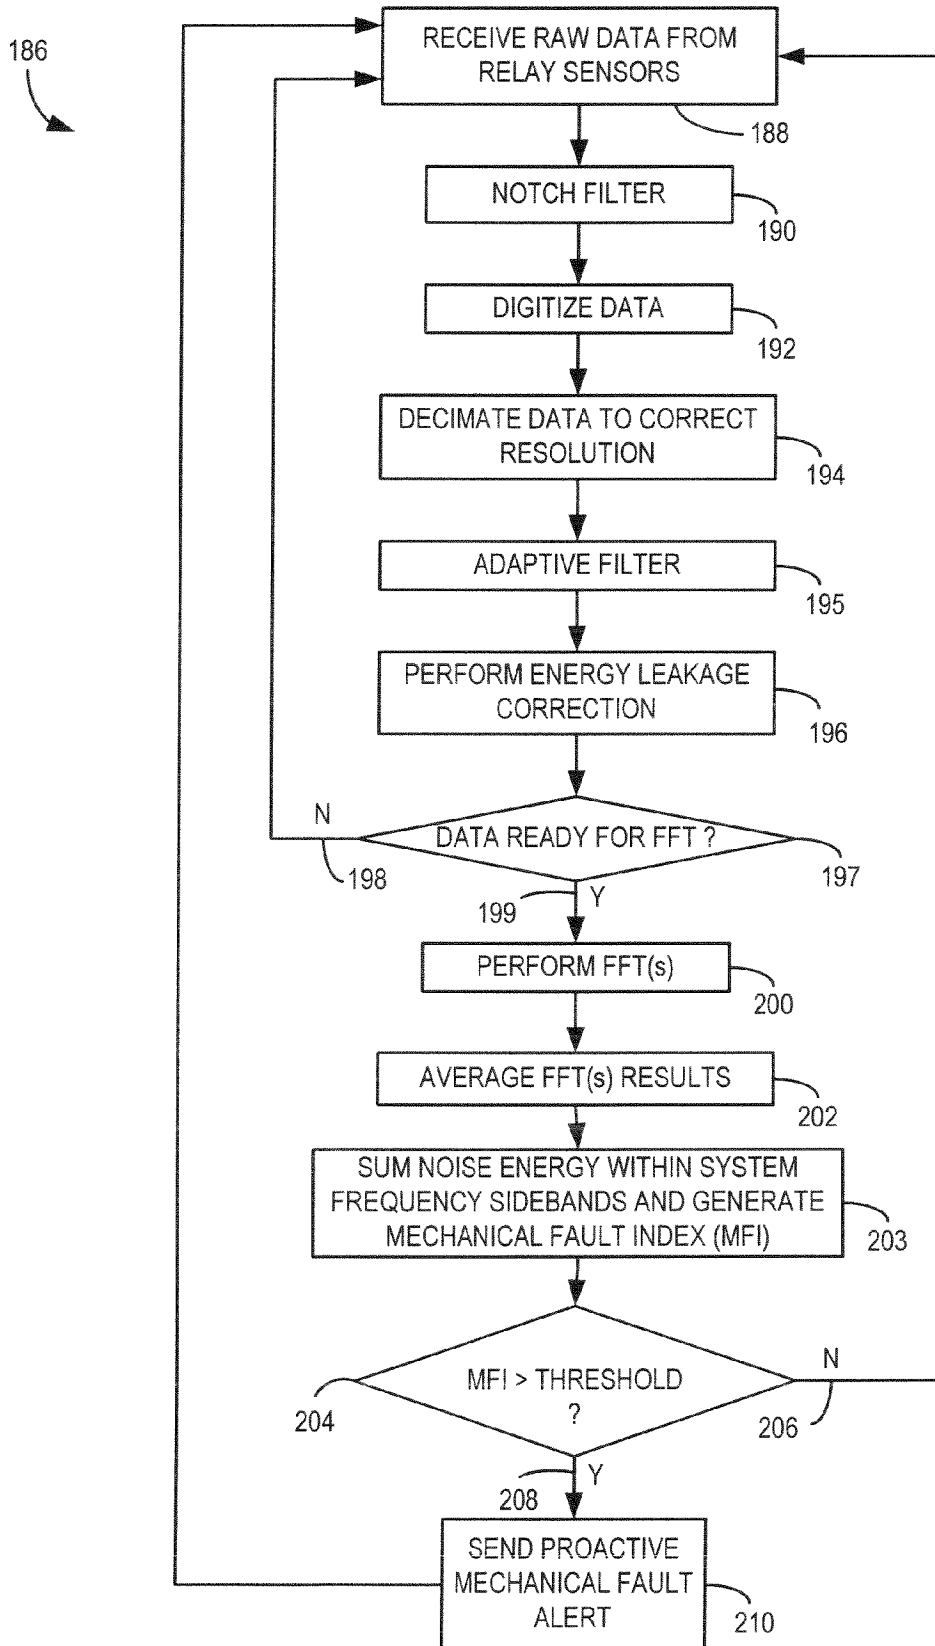 186
RECEIVE RAW DATA FROM
RELAY SENSORS
188
NOTCH FILTER
190
DIGITIZE DATA
192
DECIMATE DATA TO CORRECT
RESOLUTION
194
ADAPTIVE FILTER
195
PERFORM ENERGY LEAKAGE
CORRECTION
196
N
DATA READY FOR FFT ?
198
197
199
Y
PERFORM FFT(s)
200
AVERAGE FFT(s) RESULTS
202
SUM NOISE ENERGY WITHIN SYSTEM
FREQUENCY SIDEBANDS AND GENERATE
MECHANICAL FAULT INDEX (MFI)
203
N
MFI > THRESHOLD
?
204
206
208
Y
SEND PROACTIVE
MECHANICAL FAULT
ALERT
210